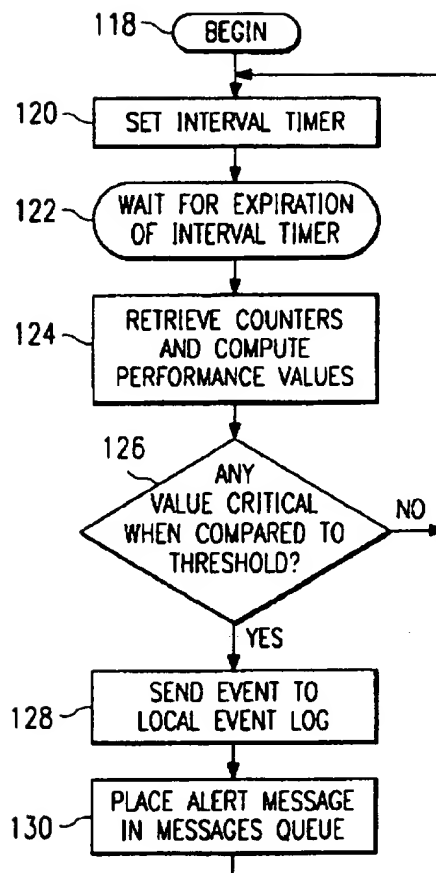 118
BEGIN
120
SET INTERVAL TIMER
122
WAIT FOR EXPIRATION
OF INTERVAL TIMER
124
RETRIEVE COUNTERS
AND COMPUTE
PERFORMANCE VALUES
126
ANY
VALUE CRITICAL
WHEN COMPARED TO
THRESHOLD?
NO
YES
128
SEND EVENT TO
LOCAL EVENT LOG
130
PLACE ALERT MESSAGE
IN MESSAGES QUEUE